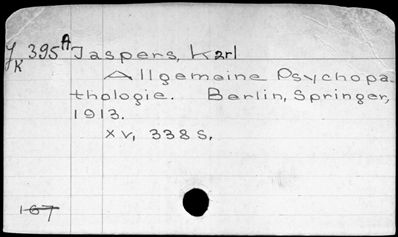 JK 395A Jaspers, Karl
Allgemeine Psychopa-
thologie. Berlin, Springer,
1913.
xv, 338 S.
167